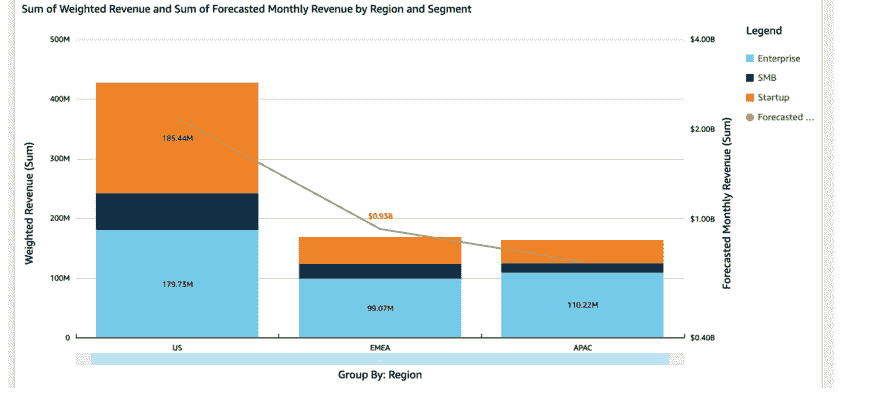 Sum of Weighted Revenue and Sum of Forecasted Monthly Revenue by Region and Segment
Legend
Enterprise
SMB
Startup
Forecasted ...
Weighted Revenue (Sum)
500M
400M
300M
200M
100M
0
185.44M
179.73M
$0.93B
99.07M
110.22M
$4.00B
$2.00B
$1.00B
$0.40B
Forecasted Monthly Revenue (Sum)
US
EMEA
APAC
Group By: Region